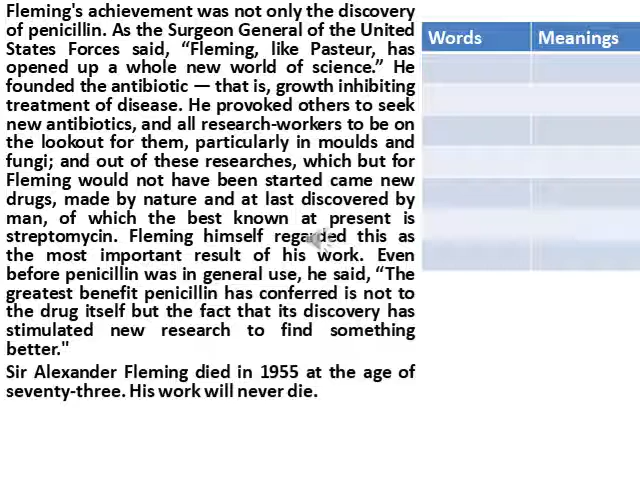 Fleming's achievement was not only the discovery
of penicillin. As the Surgeon General of the United
States Forces said, “Fleming, like Pasteur, has
opened up a whole new world of science.” He
founded the antibiotic — that is, growth inhibiting
treatment of disease. He provoked others to seek
new antibiotics, and all research-workers to be on
the lookout for them, particularly in moulds and
fungi; and out of these researches, which but for
Fleming would not have been started came new
drugs, made by nature and at last discovered by
man, of which the best known at present is
streptomycin. Fleming himself regarded this as
the most important result of his work. Even
before penicillin was in general use, he said, “The
greatest benefit penicillin has conferred is not to
the drug itself but the fact that its discovery has
stimulated new research to find something
better."
Sir Alexander Fleming died in 1955 at the age of
seventy-three. His work will never die.
Words Meanings